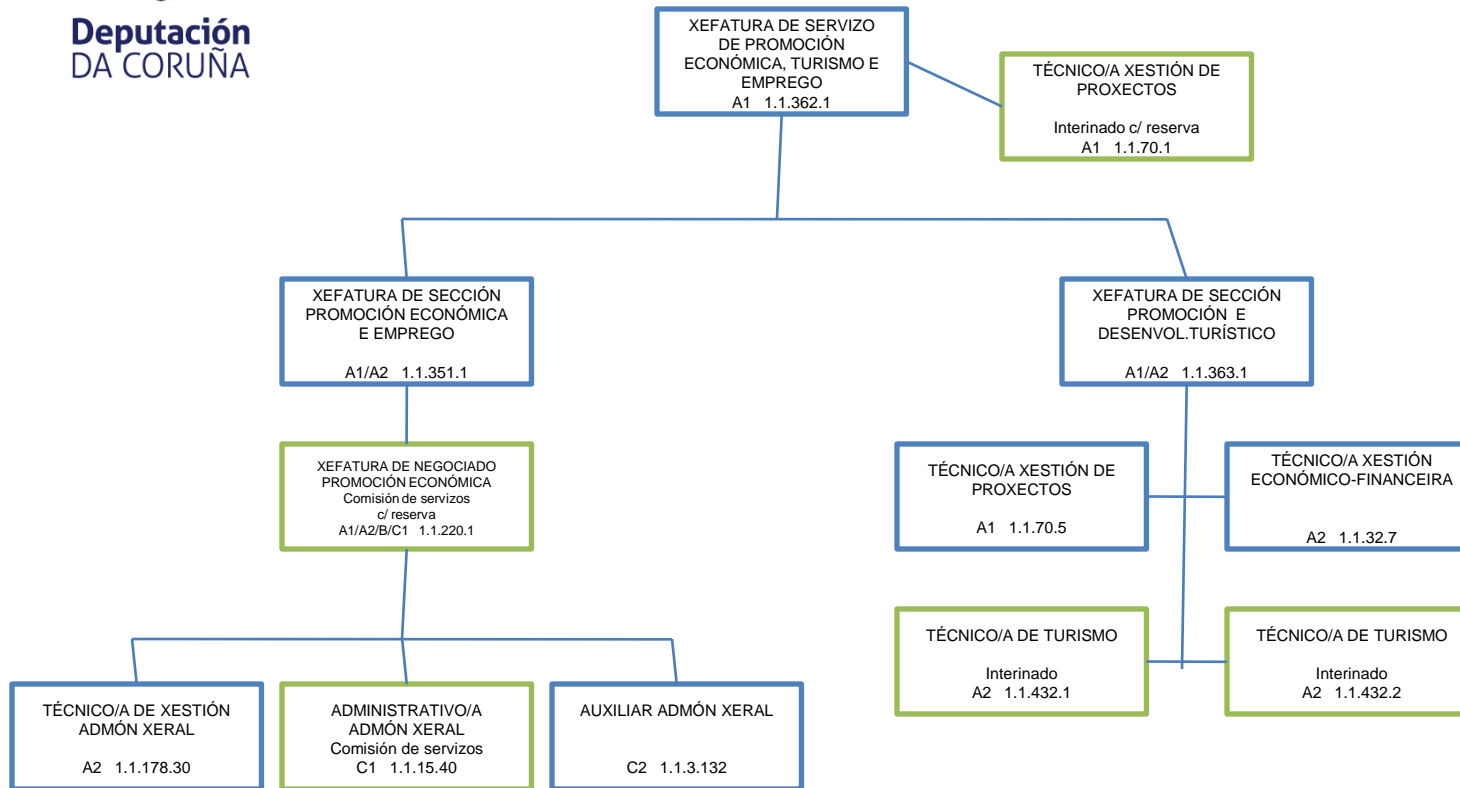 Deputación
DA CORUÑA
XEFATURA DE SERVIZO
DE PROMOCIÓN
ECONÓMICA, TURISMO E
EMPREGO
A1 1.1.362.1
TÉCNICO/A XESTIÓN DE
PROXECTOS
Interinado c/ reserva
A1 1.1.70.1
XEFATURA DE SECCIÓN
PROMOCIÓN ECONÓMICA
E EMPREGO
A1/A2 1.1.351.1
XEFATURA DE SECCIÓN
PROMOCIÓN E
DESENVOL.TURÍSTICO
A1/A2 1.1.363.1
XEFATURA DE NEGOCIADO
PROMOCIÓN ECONÓMICA
Comisión de servizos
c/ reserva
A1/A2/B/C1 1.1.220.1
TÉCNICO/A XESTIÓN DE
PROXECTOS
A1 1.1.70.5
TÉCNICO/A XESTIÓN
ECONÓMICO-FINANCEIRA
A2 1.1.32.7
TÉCNICO/A DE TURISMO
Interinado
A2 1.1.432.1
TÉCNICO/A DE TURISMO
Interinado
A2 1.1.432.2
TÉCNICO/A DE XESTIÓN
ADMÓN XERAL
A2 1.1.178.30
ADMINISTRATIVO/A
ADMÓN XERAL
Comisión de servizos
C1 1.1.15.40
AUXILIAR ADMÓN XERAL
C2 1.1.3.132